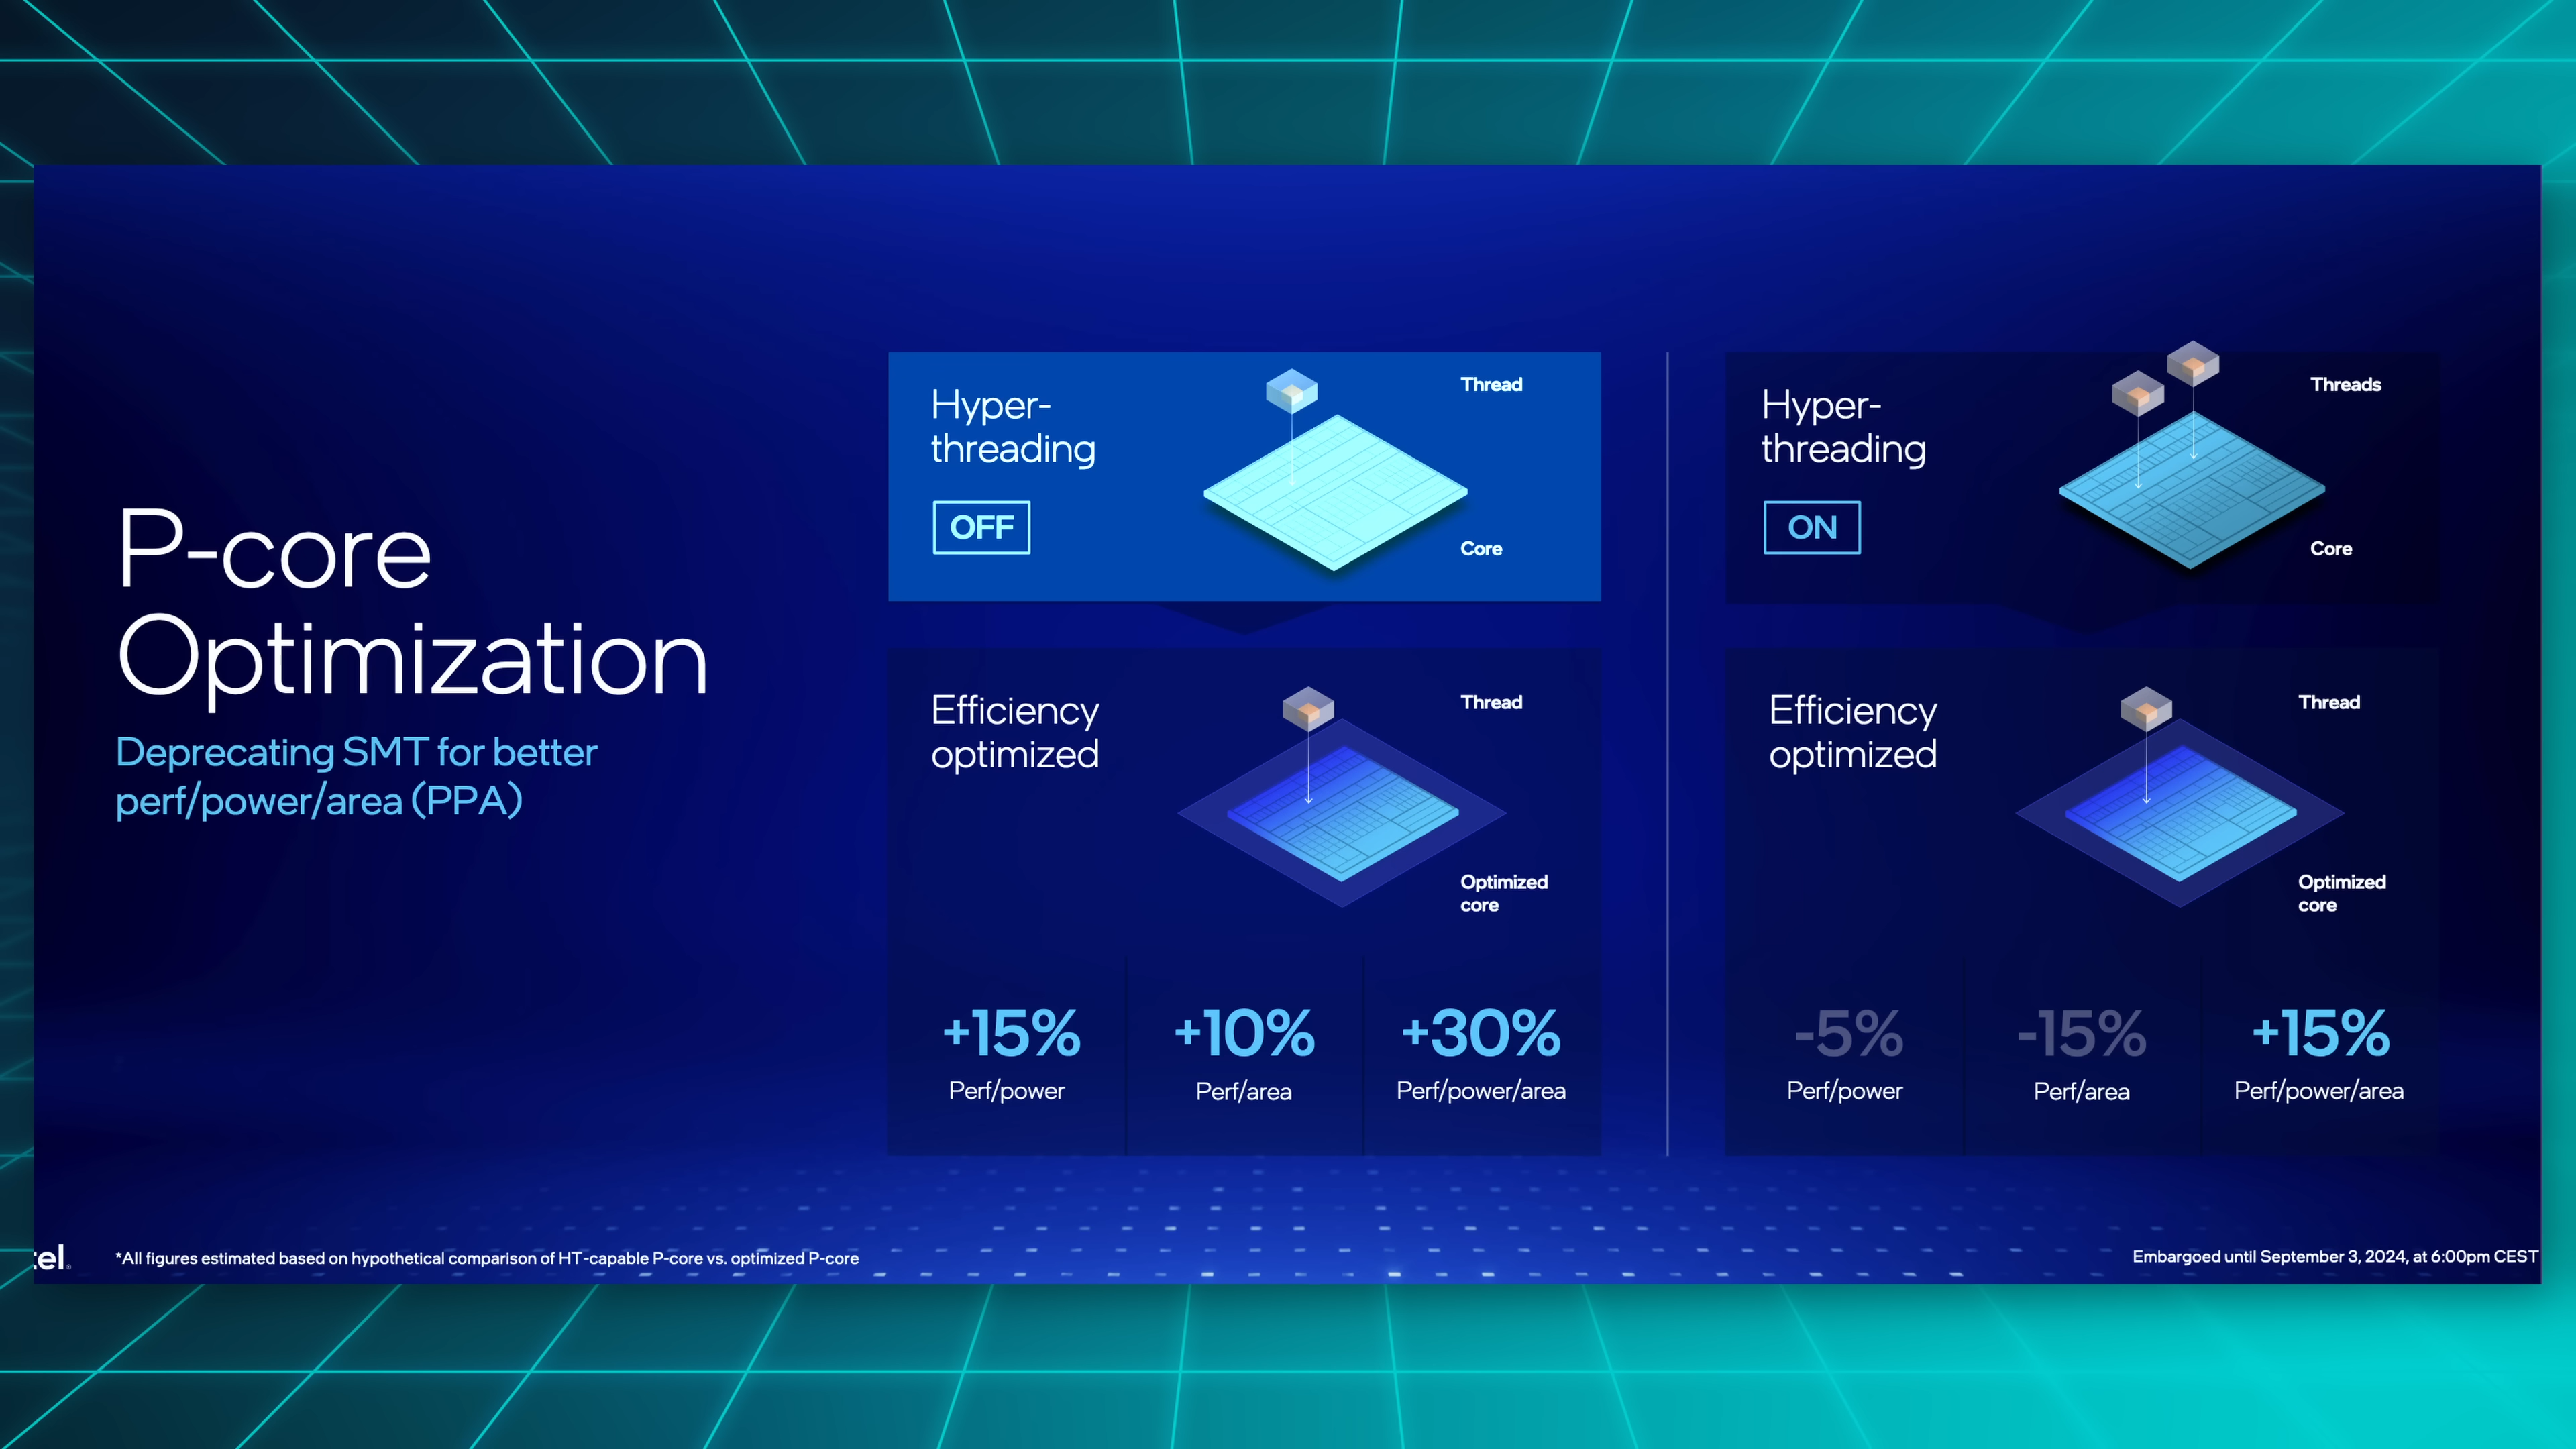 P-core
Optimization
Deprecating SMT for better
perf/power/area (PPA)
Hyper-
threading
OFF
Thread
Core
Efficiency
optimized
Thread
Optimized
core
+15%
Perf/power
+10%
Perf/area
+30%
Perf/power/area
Hyper-
threading
ON
Threads
Core
Efficiency
optimized
Thread
Optimized
core
-5%
Perf/power
-15%
Perf/area
+15%
Perf/power/area
tel.
*All figures estimated based on hypothetical comparison of HT-capable P-core vs. optimized P-core
Embargoed until September 3, 2024, at 6:00pm CEST